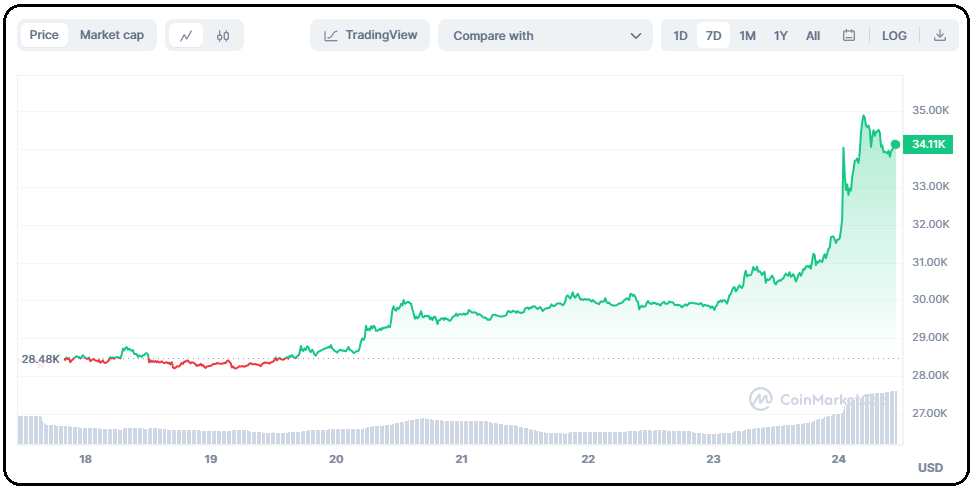 Price Market cap TradingView Compare with 1D 7D 1M 1Y All LOG
35.00K
34.11K
33.00K
32.00K
31.00K
30.00K
29.00K
28.48K
28.00K
CoinMarketCap
27.00K
18 19 20 21 22 23 24
USD